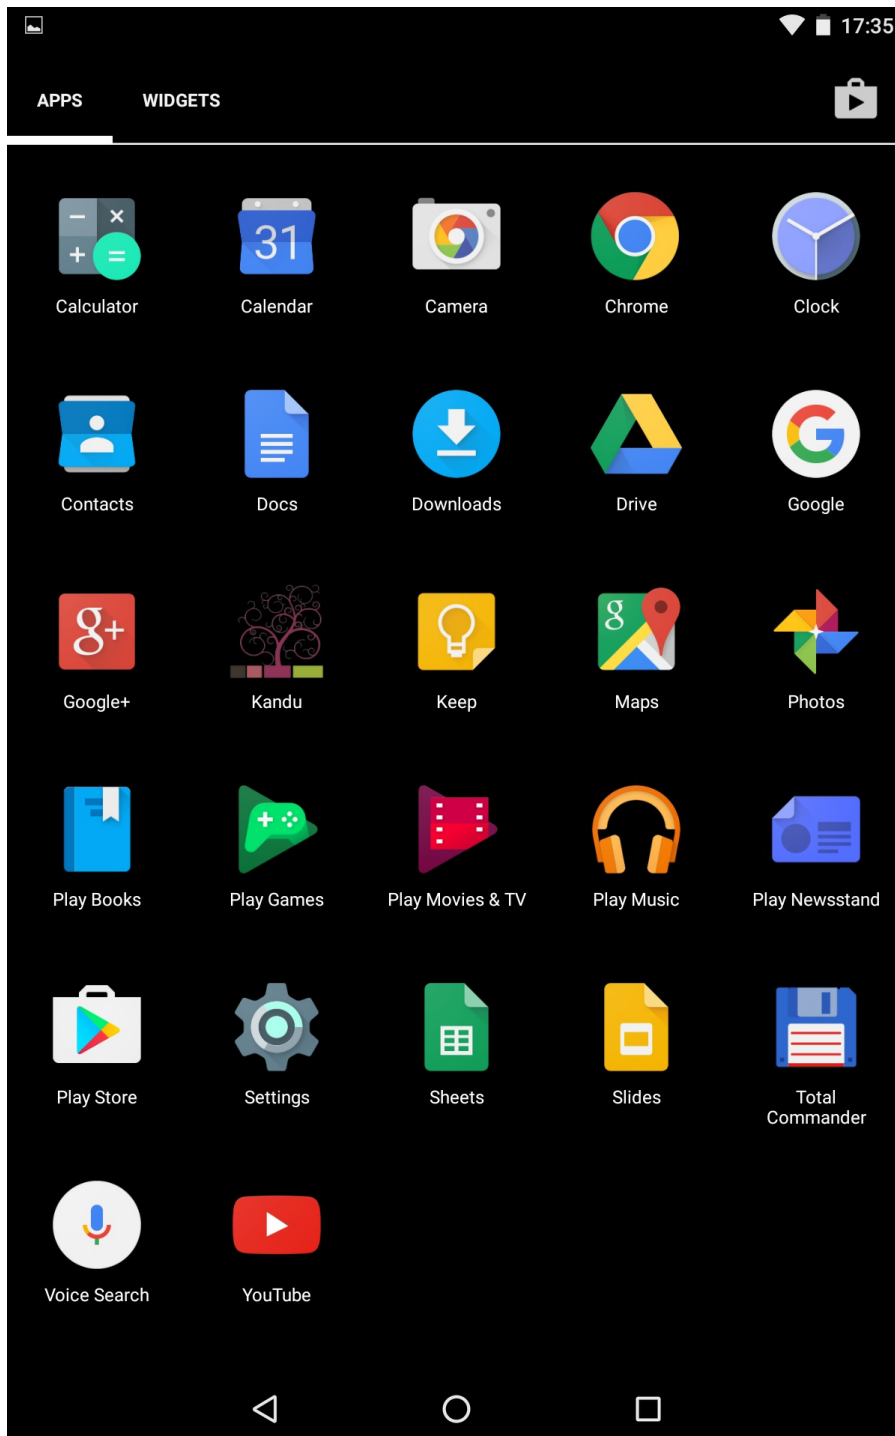 17:35
APPS WIDGETS
31
Calculator Calendar Camera Chrome Clock
Contacts Docs Downloads Drive Google
g+ g
Google+ Kandu Keep Maps Photos
Play Books Play Games Play Movies & TV Play Music Play Newsstand
Play Store Settings Sheets Slides Total
Commander
Voice Search YouTube